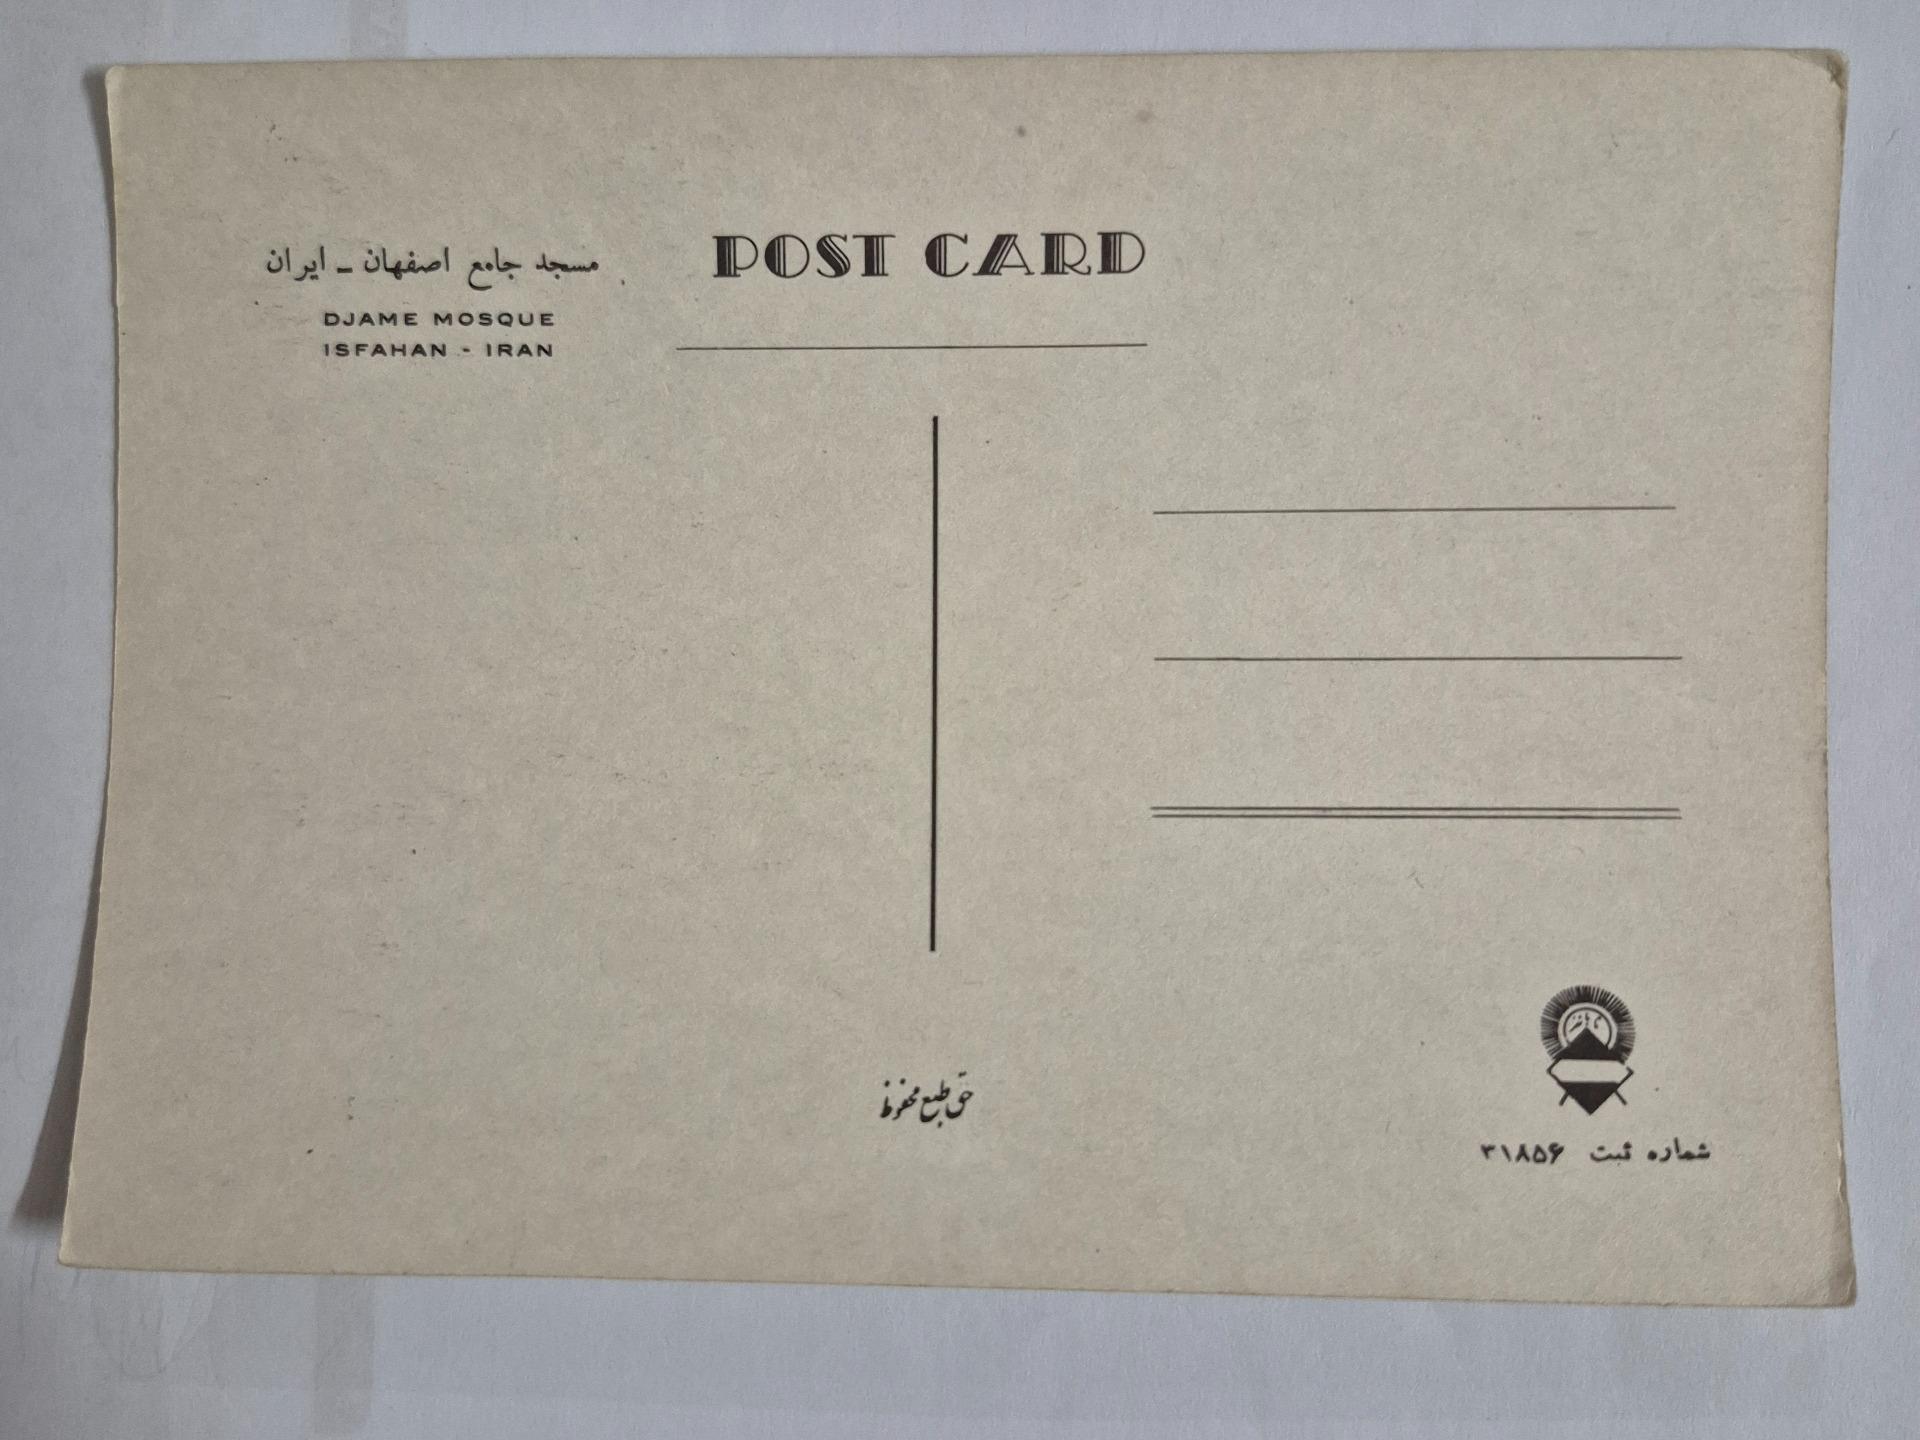 مسجد جامع اصفهان ـ ایران
DJAME MOSQUE
ISFAHAN - IRAN
POST CARD
حق طبع محفوظ
شماره ثبت ۳۱۸۵۶